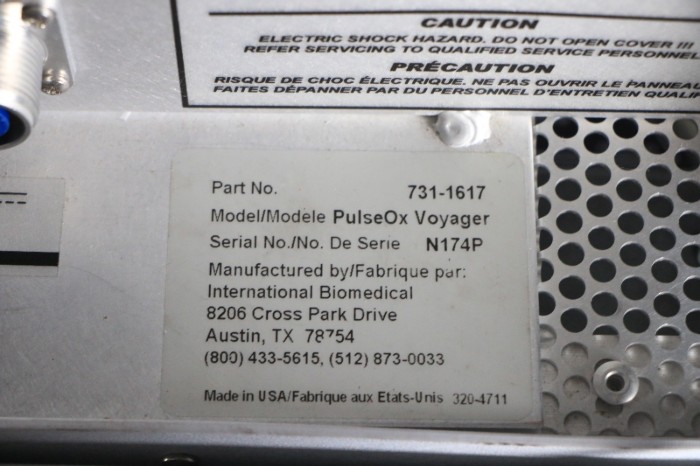 CAUTION
ELECTRIC SHOCK HAZARD. DO NOT OPEN COVER !!!
REFER SERVICING TO QUALIFIED SERVICE PERSONNEL
PRÉCAUTION
RISQUE DE CHOC ÉLECTRIQUE. NE PAS OUVRIR LE PANNEAU
FAITES DÉPANNER PAR DU PERSONNEL D'ENTRETIEN QUALIF
Part No. 731-1617
Model/Modele PulseOx Voyager
Serial No./No. De Serie N174P
Manufactured by/Fabrique par:
International Biomedical
8206 Cross Park Drive
Austin, TX 78754
(800) 433-5615, (512) 873-0033
Made in USA/Fabrique aux Etats-Unis 320-4711